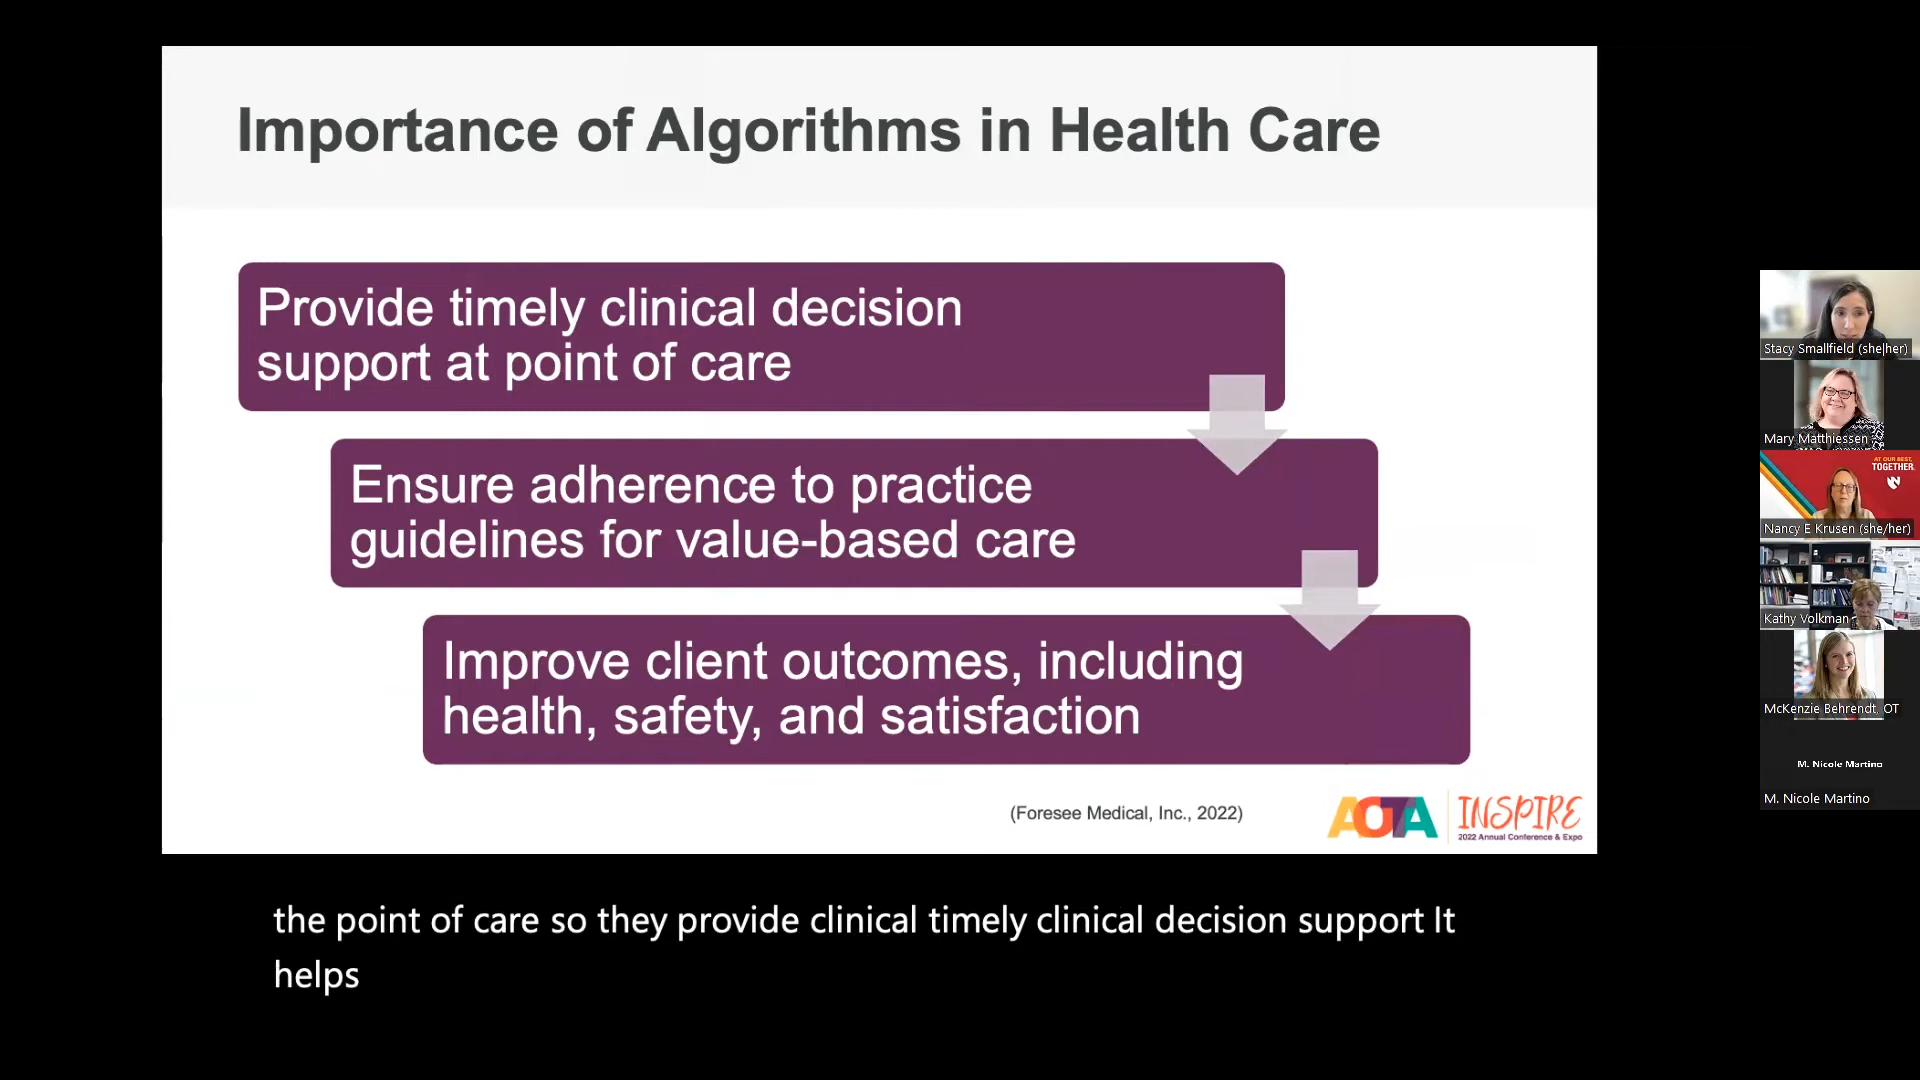 Importance of Algorithms in Health Care
Provide timely clinical decision
support at point of care
Ensure adherence to practice
guidelines for value-based care
Improve client outcomes, including
health, safety, and satisfaction
(Foresee Medical, Inc., 2022)
AOTA
INSPIRE
2022 Annual Conference & Expo
the point of care so they provide clinical timely clinical decision support It
helps
Stacy Smallfield (she|her)
Mary Matthiessen
AT OUR BEST,
TOGETHER.
Nancy E Krusen (she/her)
Kathy Volkman
McKenzie Behrendt, OT
M. Nicole Martino
M. Nicole Martino